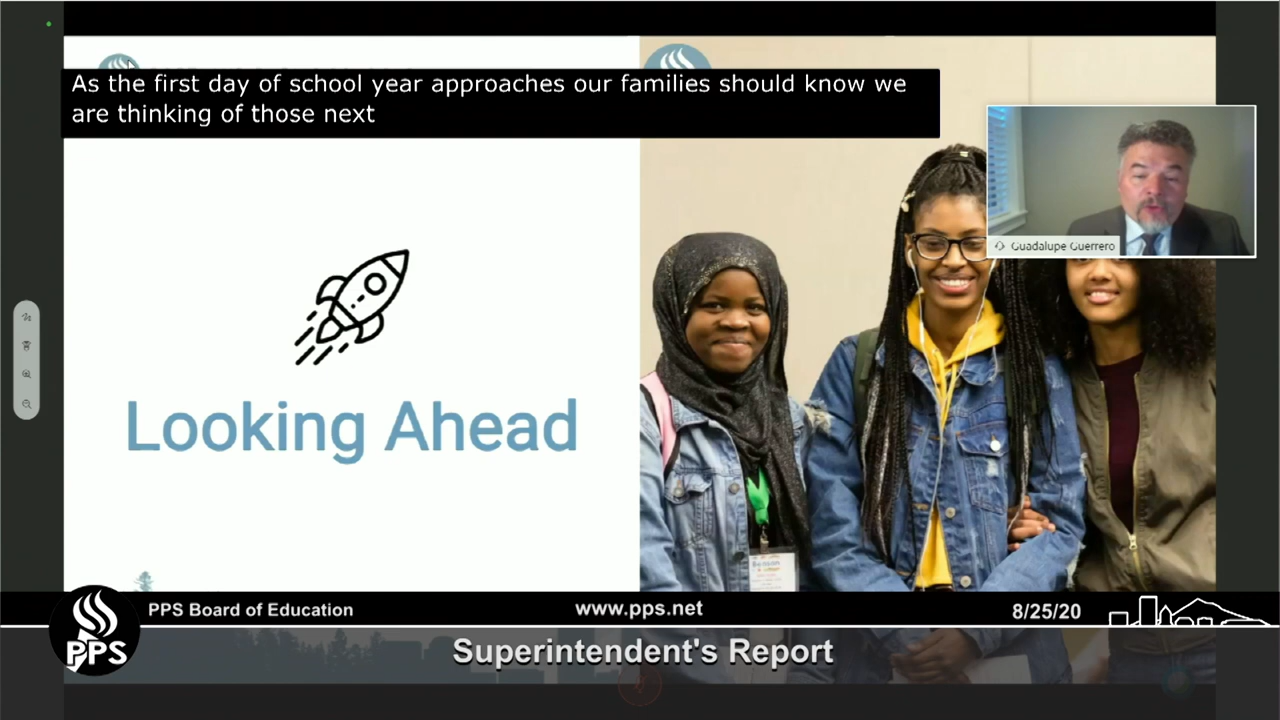 As the first day of school year approaches our families should know we
are thinking of those next
Guadalupe Guerrero
Looking Ahead
PPS Board of Education
www.pps.net
8/25/20
PPS
Superintendent's Report